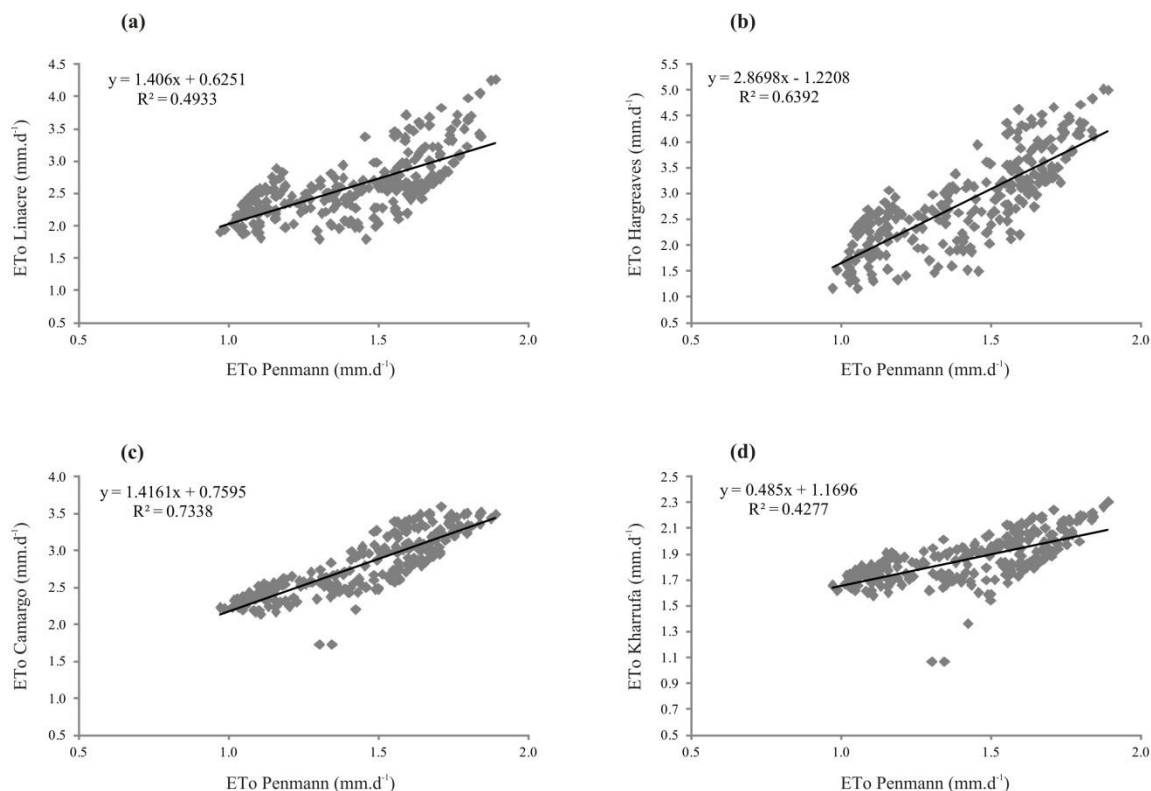 (a)
y = 1.406x + 0.6251
R² = 0.4933
ETo Linacre (mm.d⁻¹)
4.5
4.0
3.5
3.0
2.5
2.0
1.5
1.0
0.5
0.5 1.0 1.5 2.0
ETo Penmann (mm.d⁻¹)
(b)
y = 2.8698x - 1.2208
R² = 0.6392
ETo Hargreaves (mm.d⁻¹)
5.5
5.0
4.5
4.0
3.5
3.0
2.5
2.0
1.5
1.0
0.5
0.5 1.0 1.5 2.0
ETo Penmann (mm.d⁻¹)
(c)
y = 1.4161x + 0.7595
R² = 0.7338
ETo Camargo (mm.d⁻¹)
4.0
3.5
3.0
2.5
2.0
1.5
1.0
0.5
0.5 1.0 1.5 2.0
ETo Penmann (mm.d⁻¹)
(d)
y = 0.485x + 1.1696
R² = 0.4277
ETo Kharrufa (mm.d⁻¹)
2.5
2.3
2.1
1.9
1.7
1.5
1.3
1.1
0.9
0.7
0.5
0.5 1.0 1.5 2.0
ETo Penmann (mm.d⁻¹)